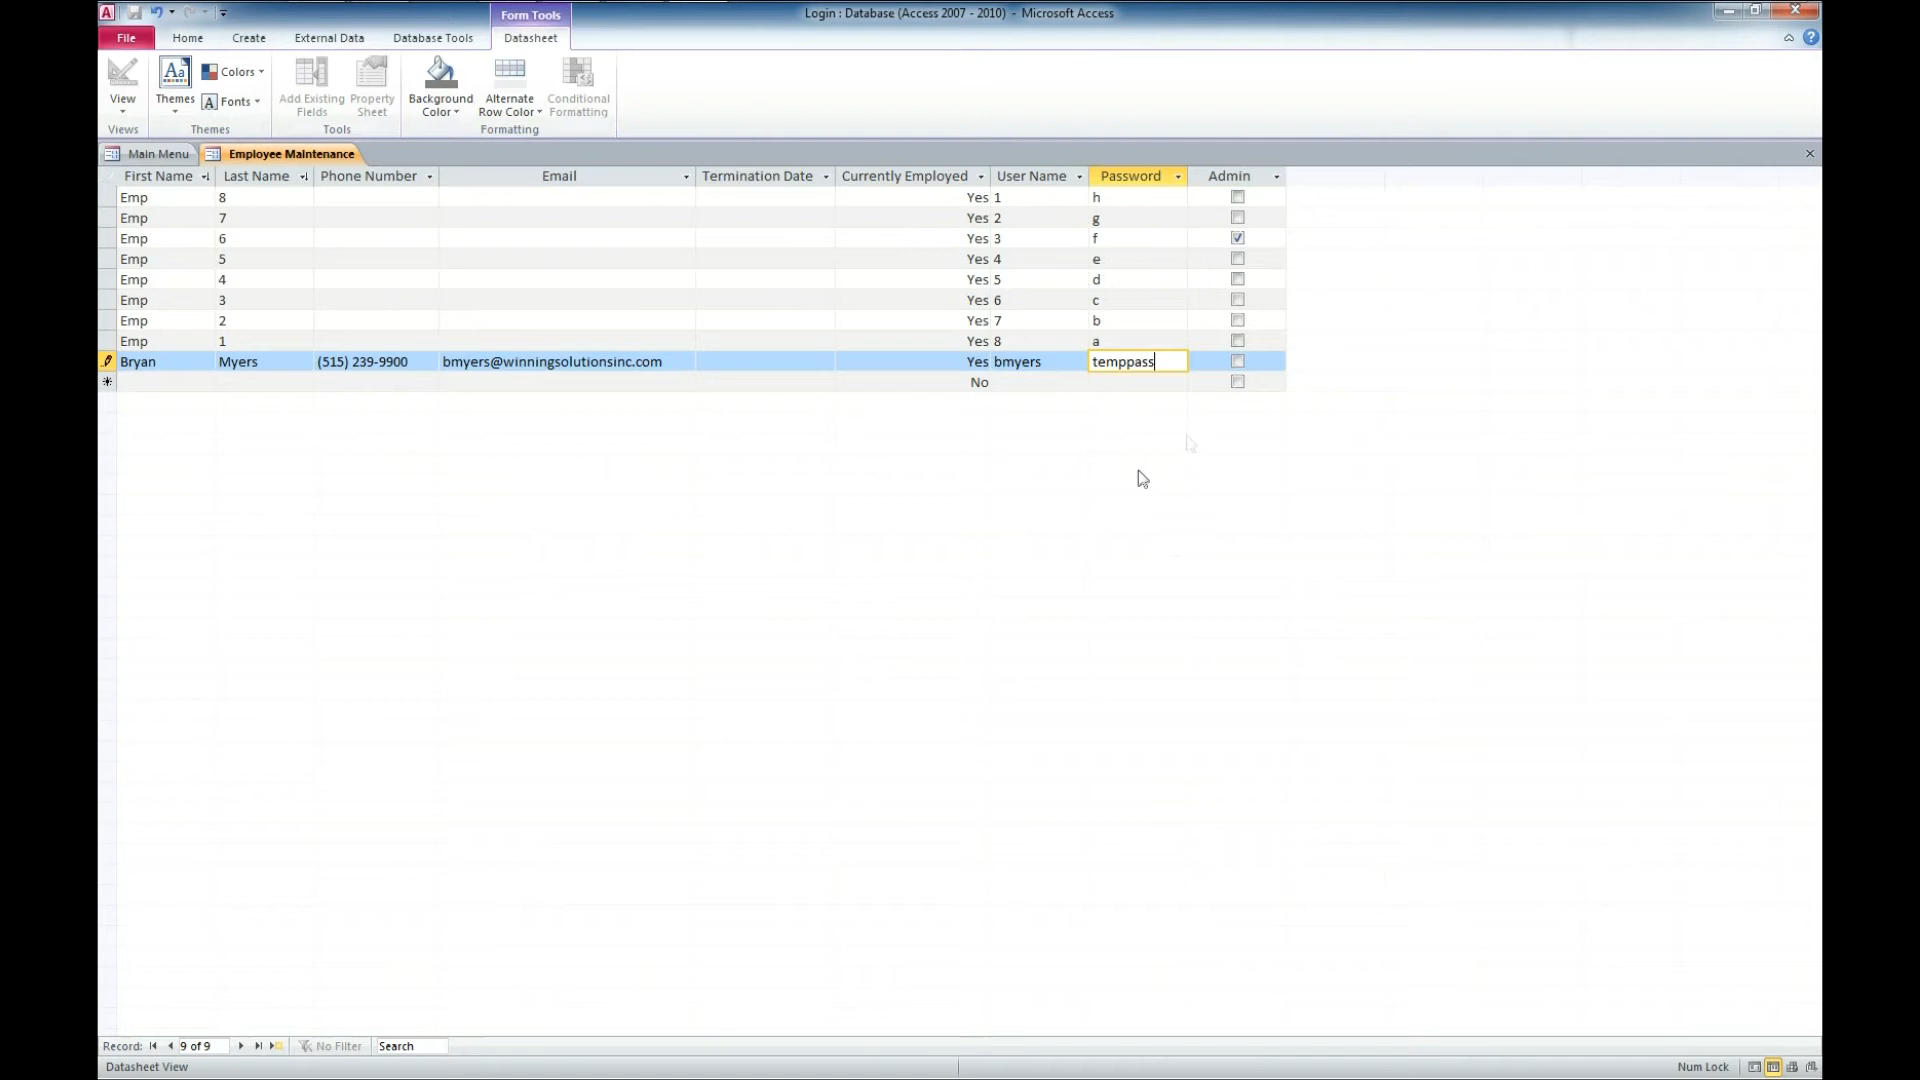 Form Tools
Login : Database (Access 2007 - 2010) - Microsoft Access
File Home Create External Data Database Tools Datasheet
View Themes Colors Fonts Add Existing Fields Property Sheet Background Color Alternate Row Color Conditional Formatting
Views Themes Tools Formatting
Main Menu Employee Maintenance
First Name Last Name Phone Number Email Termination Date Currently Employed User Name Password Admin
Emp 8 Yes 1 h
Emp 7 Yes 2 g
Emp 6 Yes 3 f
Emp 5 Yes 4 e
Emp 4 Yes 5 d
Emp 3 Yes 6 c
Emp 2 Yes 7 b
Emp 1 Yes 8 a
Bryan Myers (515) 239-9900 bmyers@winningsolutionsinc.com Yes bmyers temppass
No
Record: 9 of 9 No Filter Search
Datasheet View Num Lock